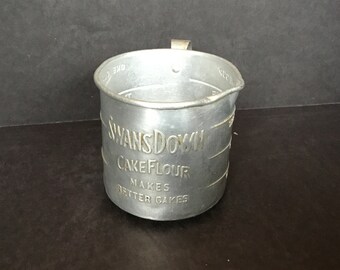 SWANS DOWN
CAKE FLOUR
MAKES
BETTER CAKES